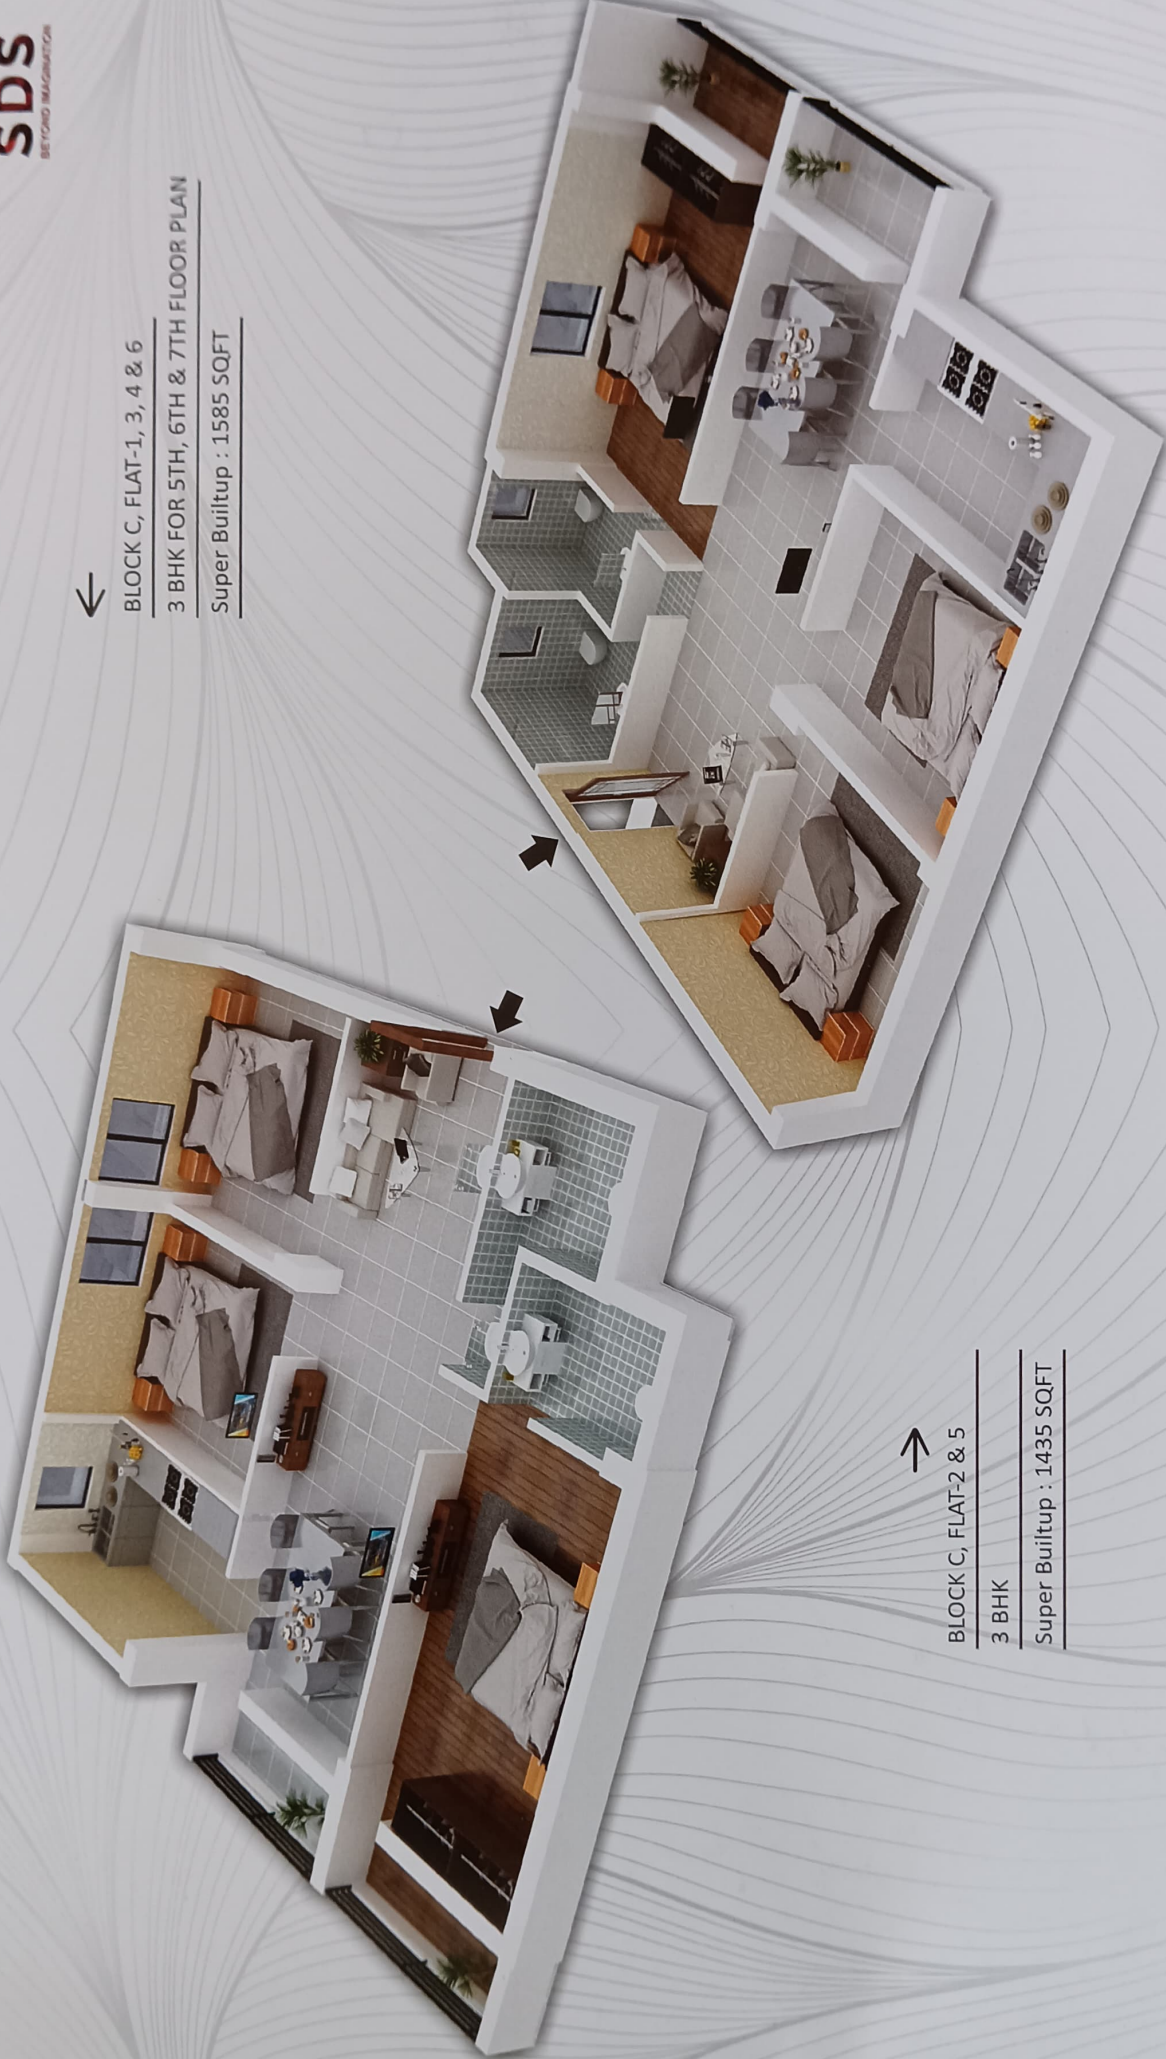 SDS
BEYOND IMAGINATION
BLOCK C, FLAT-1, 3, 4 & 6
3 BHK FOR 5TH, 6TH & 7TH FLOOR PLAN
Super Builtup : 1585 SQFT
BLOCK C, FLAT-2 & 5
3 BHK
Super Builtup : 1435 SQFT